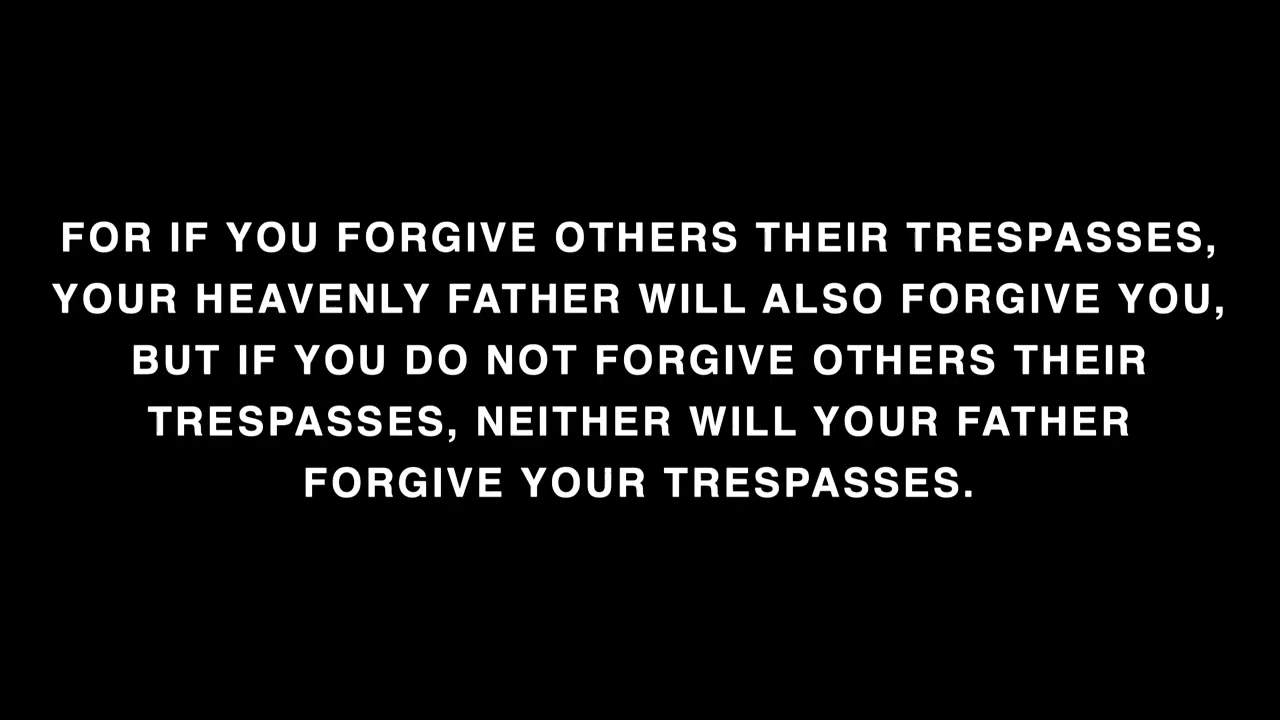 FOR IF YOU FORGIVE OTHERS THEIR TRESPASSES,
YOUR HEAVENLY FATHER WILL ALSO FORGIVE YOU,
BUT IF YOU DO NOT FORGIVE OTHERS THEIR
TRESPASSES, NEITHER WILL YOUR FATHER
FORGIVE YOUR TRESPASSES.